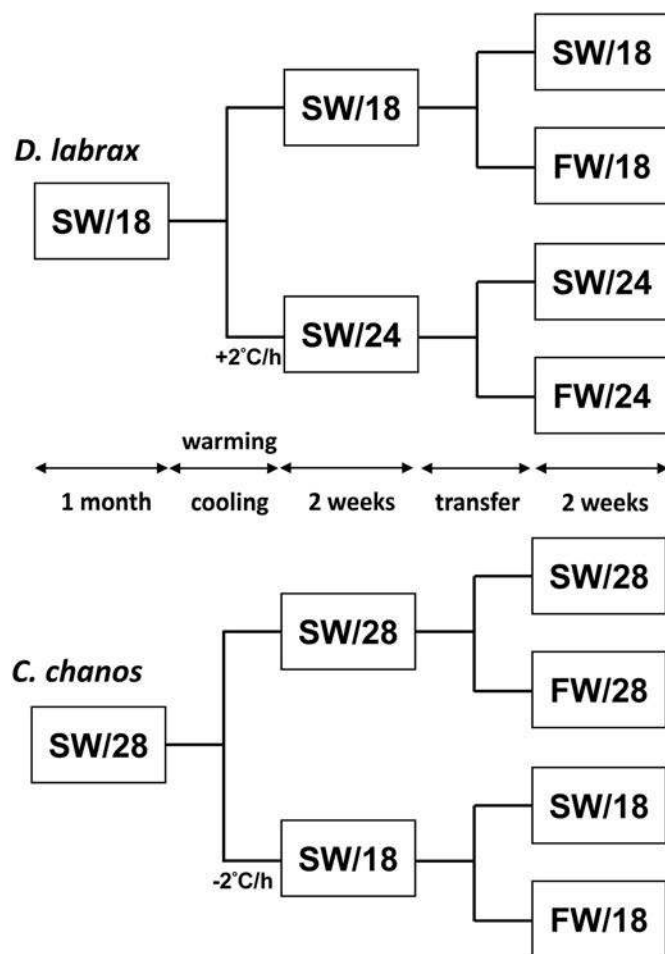 D. labrax
SW/18
SW/18
SW/24
+2°C/h
SW/18
FW/18
SW/24
FW/24
warming
1 month cooling 2 weeks transfer 2 weeks
C. chanos
SW/28
SW/28
SW/18
-2°C/h
SW/28
FW/28
SW/18
FW/18